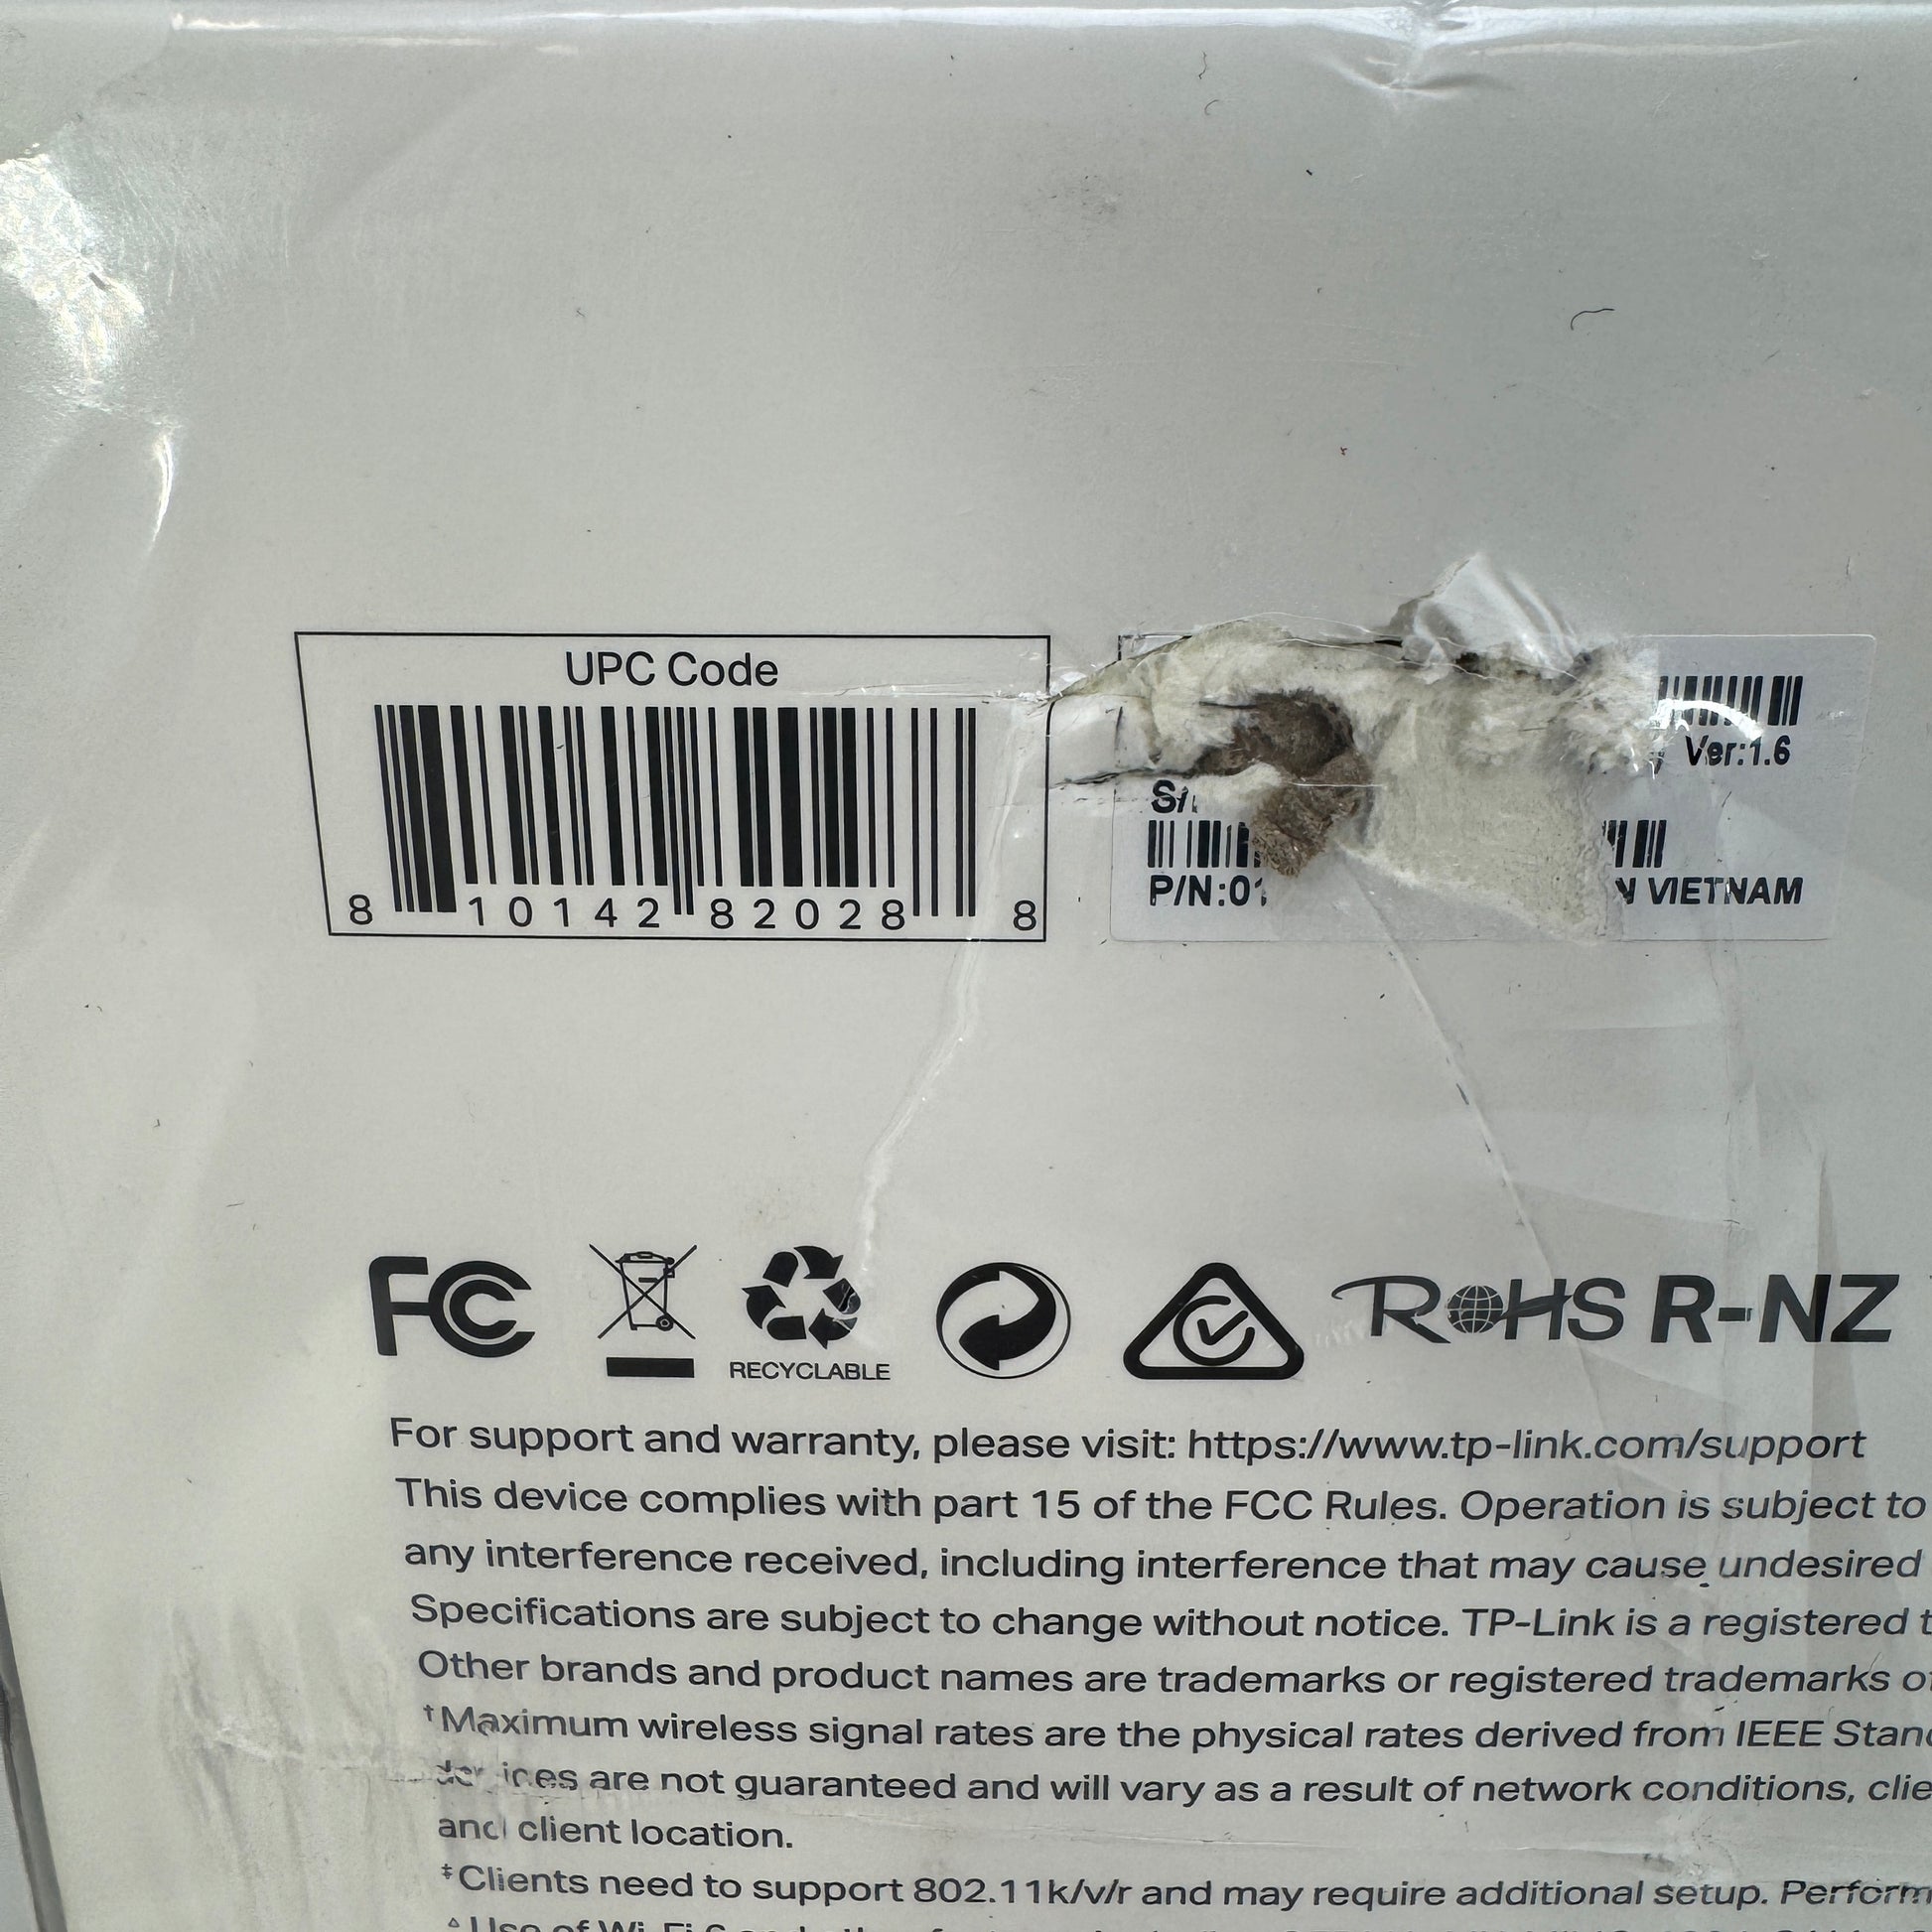 UPC Code
8 10142 82028 8
Ver:1.6
S/
P/N:01
VIETNAM
FC
RECYCLABLE
RoHS R-NZ
For support and warranty, please visit: https://www.tp-link.com/support
This device complies with part 15 of the FCC Rules. Operation is subject to
any interference received, including interference that may cause undesired
Specifications are subject to change without notice. TP-Link is a registered
Other brands and product names are trademarks or registered trademarks
†Maximum wireless signal rates are the physical rates derived from IEEE
are not guaranteed and will vary as a result of network conditions,
and client location.
‡Clients need to support 802.11k/v/r and may require additional setup.